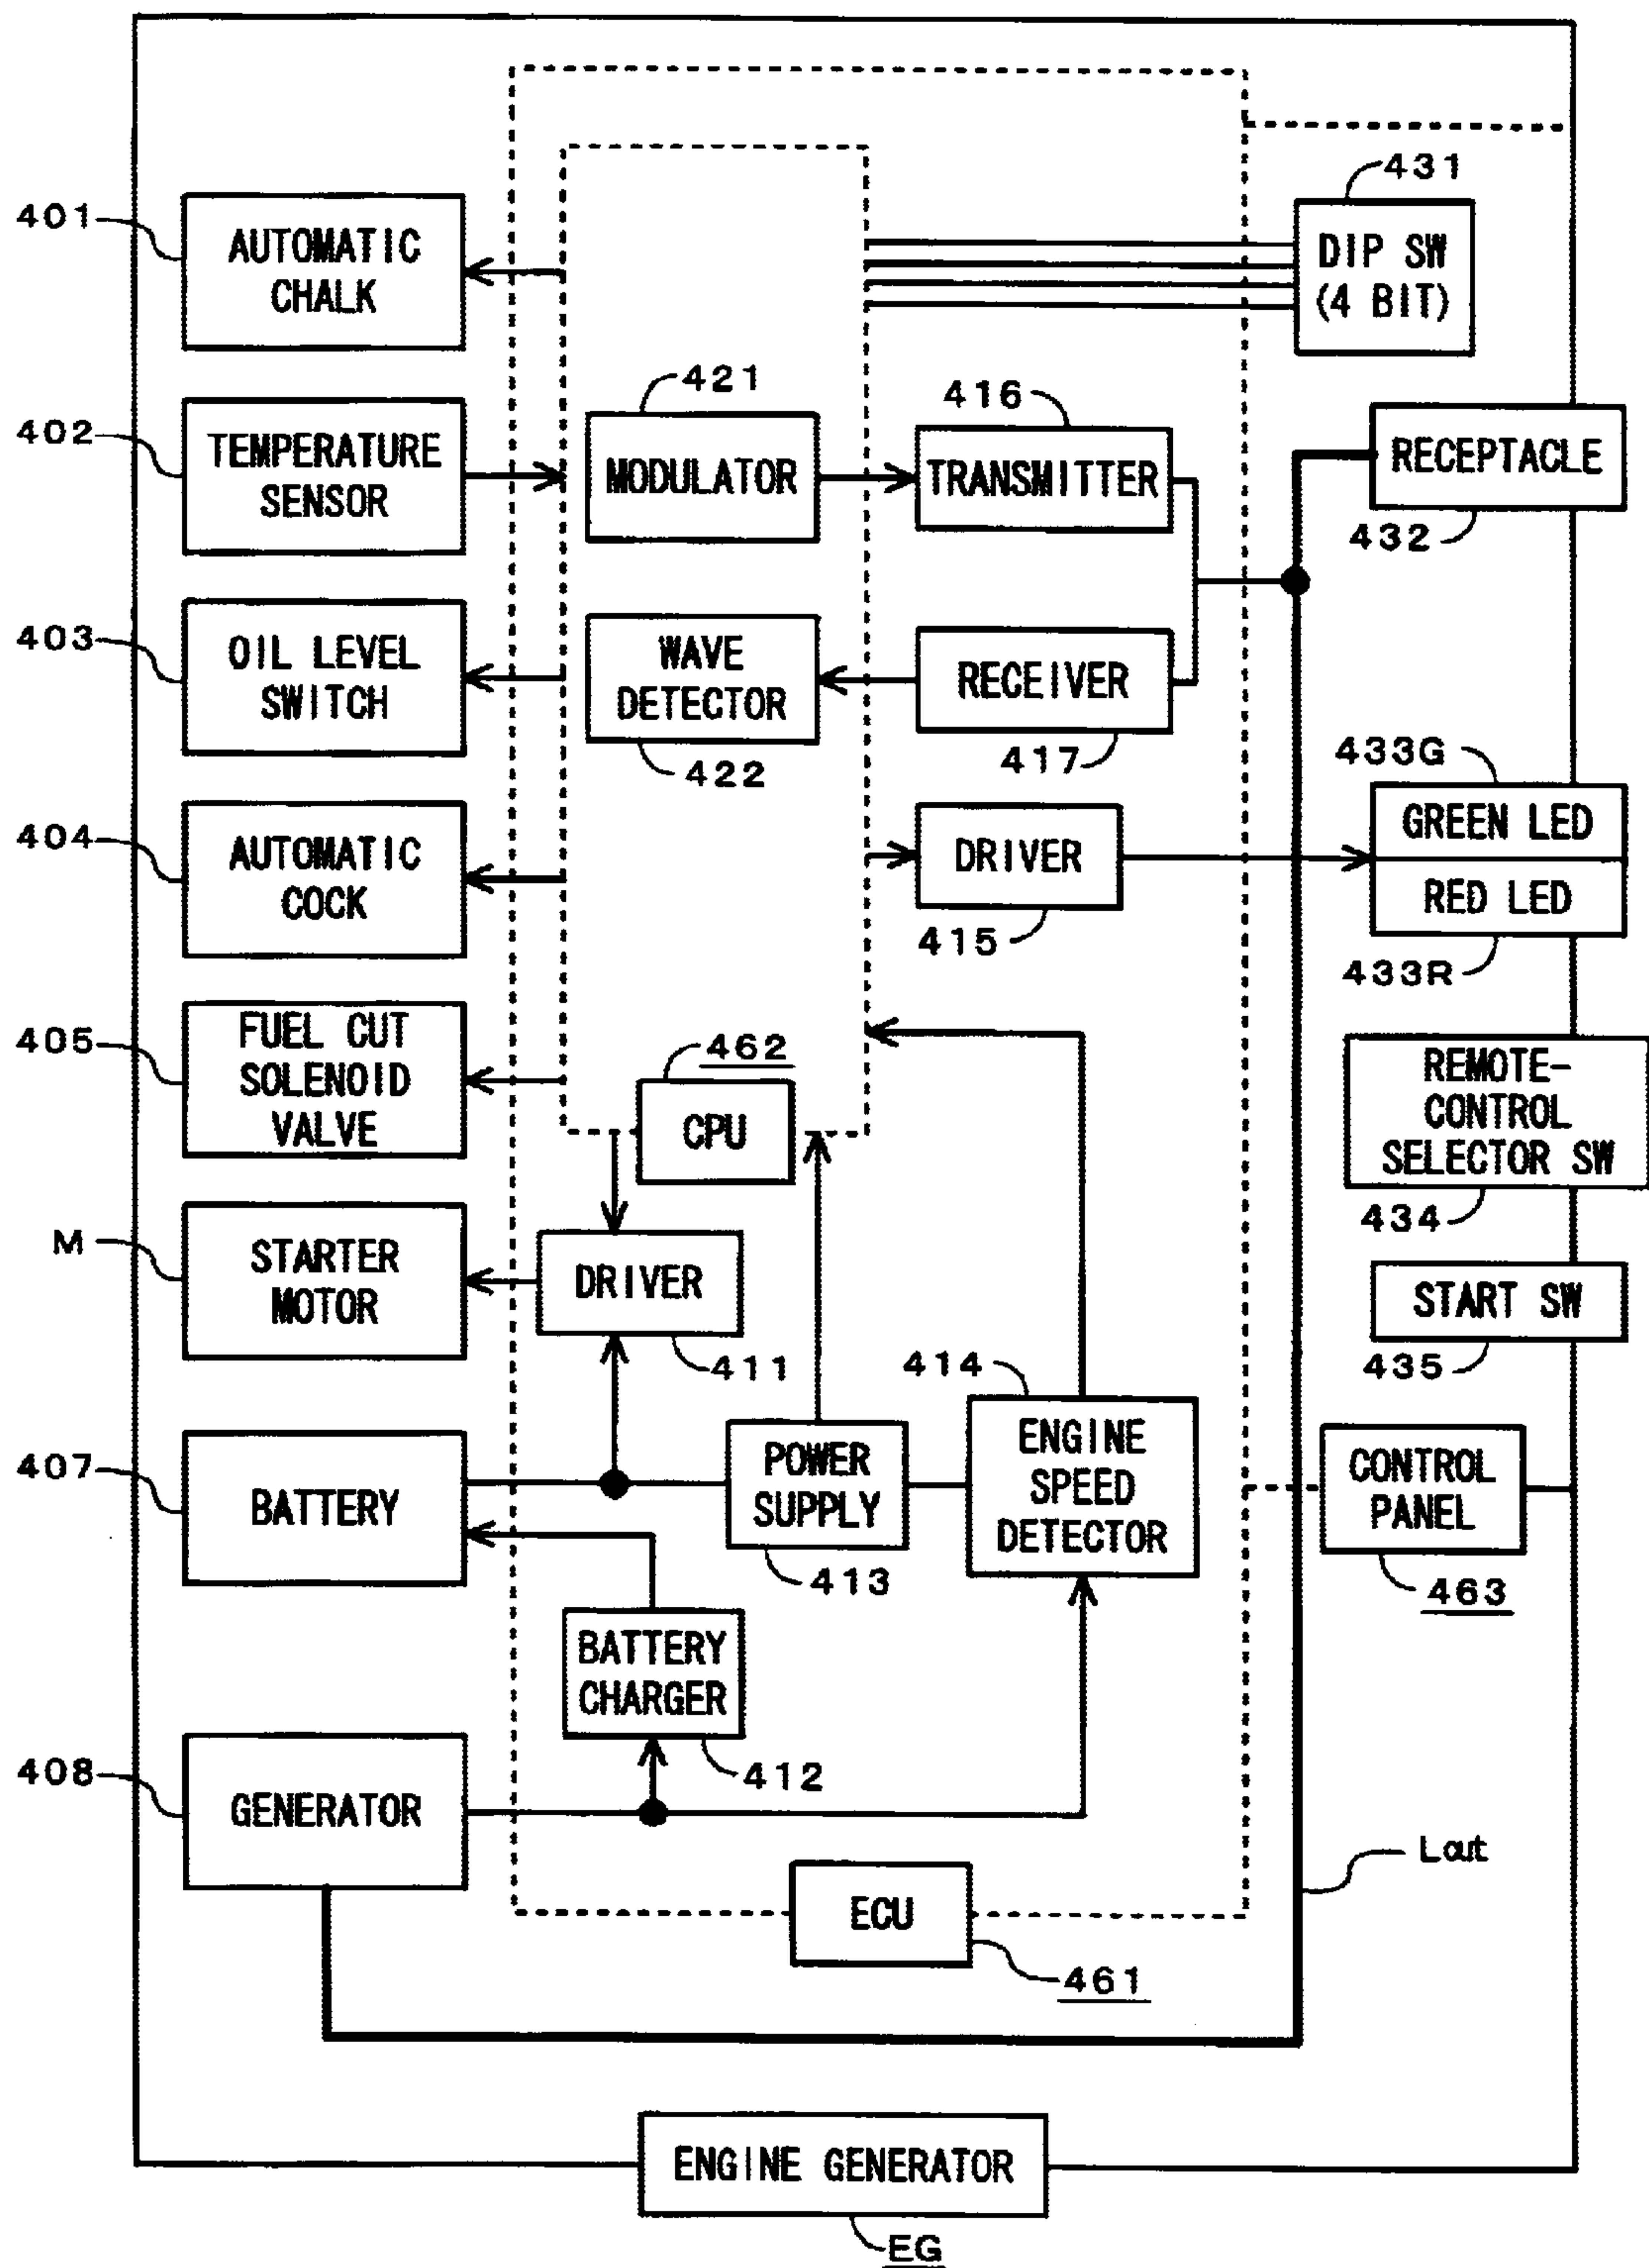 431
401
AUTOMATIC
CHALK
DIP SW
(4 BIT)
421
416
402
TEMPERATURE
SENSOR
MODULATOR
TRANSMITTER
RECEPTACLE
432
403
OIL LEVEL
SWITCH
WAVE
DETECTOR
RECEIVER
422
417
433G
GREEN LED
RED LED
433R
404
AUTOMATIC
COCK
DRIVER
415
405
FUEL CUT
SOLENOID
VALVE
462
CPU
REMOTE-
CONTROL
SELECTOR SW
434
M
STARTER
MOTOR
DRIVER
411
START SW
435
414
407
BATTERY
POWER
SUPPLY
413
ENGINE
SPEED
DETECTOR
CONTROL
PANEL
463
BATTERY
CHARGER
412
408
GENERATOR
Lout
ECU
461
ENGINE GENERATOR
EG